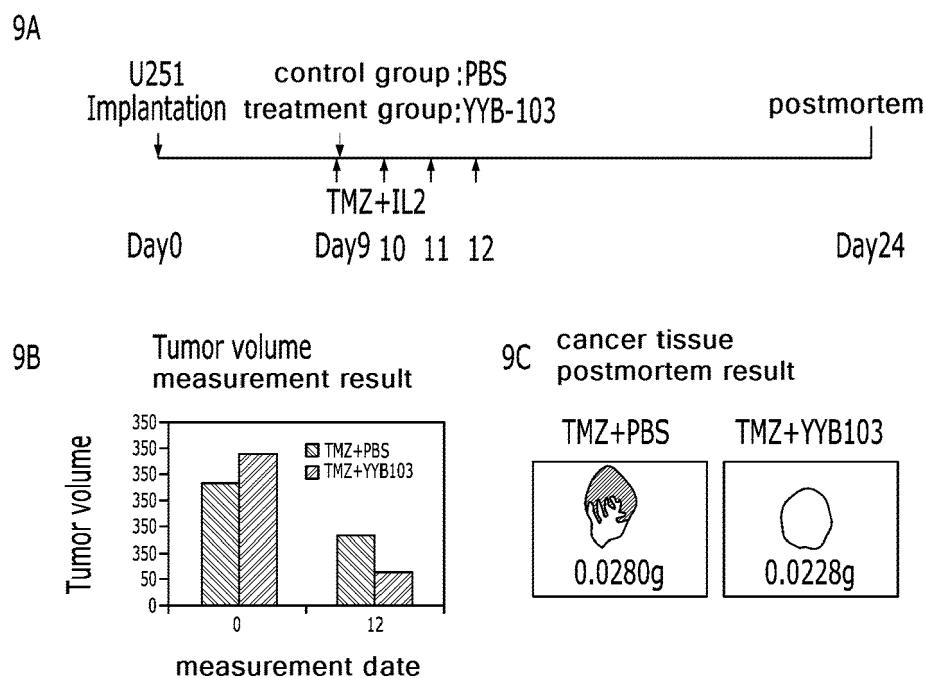 9A
U251
Implantation
control group :PBS
treatment group:YYB-103
postmortem
TMZ+IL2
Day0
Day9 10 11 12
Day24
9B
Tumor volume
measurement result
Tumor volume
350
350
350
350
350
350
50
0
TMZ+PBS
TMZ+YYB103
0
12
measurement date
9C
cancer tissue
postmortem result
TMZ+PBS
TMZ+YYB103
0.0280g
0.0228g